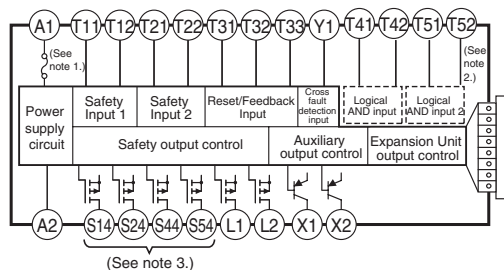 A1 T11 T12 T21 T22 T31 T32 T33 Y1 T41 T42 T51 T52
(See note 1.)
(See note 2.)
Power supply circuit
Safety Input 1
Safety Input 2
Reset/Feedback Input
Cross fault detection input
Logical AND input
Logical AND input 2
Safety output control
Auxiliary output control
Expansion Unit output control
A2 S14 S24 S44 S54 L1 L2 X1 X2
(See note 3.)